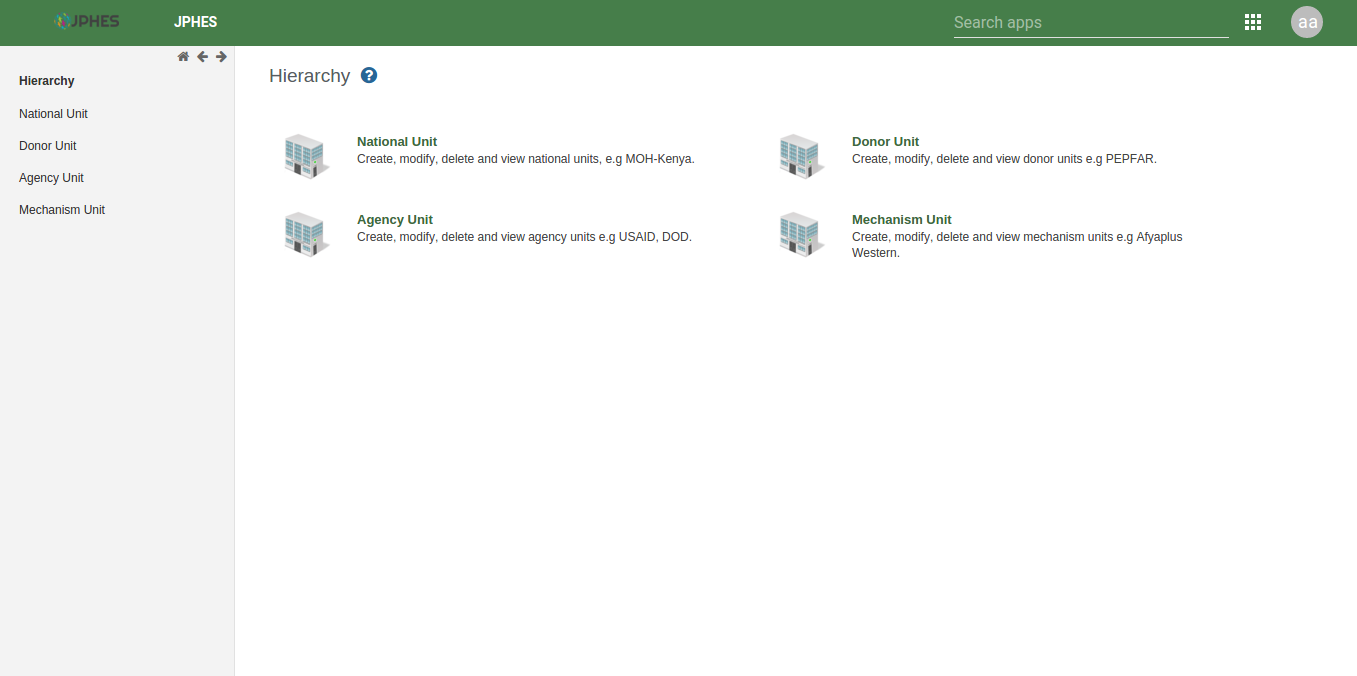 JPHES
JPHES
Search apps
aa
Hierarchy
National Unit
Donor Unit
Agency Unit
Mechanism Unit
Hierarchy ?
National Unit
Create, modify, delete and view national units, e.g MOH-Kenya.
Donor Unit
Create, modify, delete and view donor units e.g PEPFAR.
Agency Unit
Create, modify, delete and view agency units e.g USAID, DOD.
Mechanism Unit
Create, modify, delete and view mechanism units e.g Afyaplus
Western.